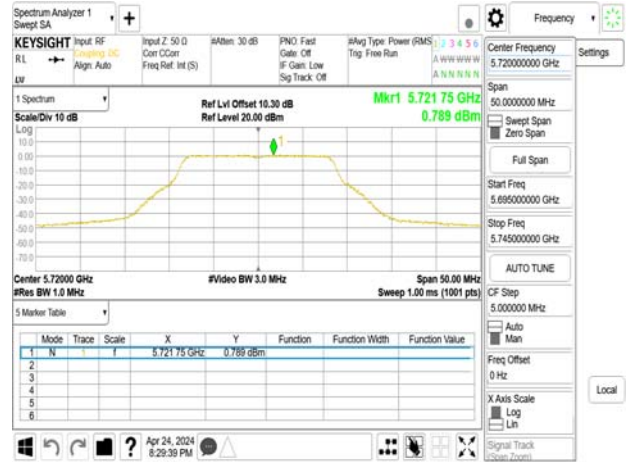 Spectrum Analyzer 1
Swept SA
+
Frequency
KEYSIGHT
RL
Input: RF
Coupling: DC
Align: Auto
Input Z: 50 Ω
Corr CCorr
Freq Ref: Int (S)
#Atten: 30 dB
PNO: Fast
Gate: Off
IF Gain: Low
Sig Track: Off
#Avg Type: Power (RMS
Trig: Free Run
1 2 3 4 5 6
A W W W W W
A N N N N N
Settings
Center Frequency
5.720000000 GHz
Span
50.0000000 MHz
Swept Span
Zero Span
Full Span
Start Freq
5.695000000 GHz
Stop Freq
5.745000000 GHz
AUTO TUNE
CF Step
5.000000 MHz
Auto
Man
Freq Offset
0 Hz
X Axis Scale
Log
Lin
Signal Track
(Span Zoom)
Local
1 Spectrum
Scale/Div 10 dB
Ref Lvl Offset 10.30 dB
Ref Level 20.00 dBm
Mkr1 5.721 75 GHz
0.789 dBm
Log
10.0
0.00
-10.0
-20.0
-30.0
-40.0
-50.0
-60.0
-70.0
1
Center 5.72000 GHz
#Res BW 1.0 MHz
#Video BW 3.0 MHz
Span 50.00 MHz
Sweep 1.00 ms (1001 pts)
5 Marker Table
Mode Trace Scale X Y Function Function Width Function Value
1 N 1 f 5.721 75 GHz 0.789 dBm
2
3
4
5
6
Apr 24, 2024
8:29:39 PM